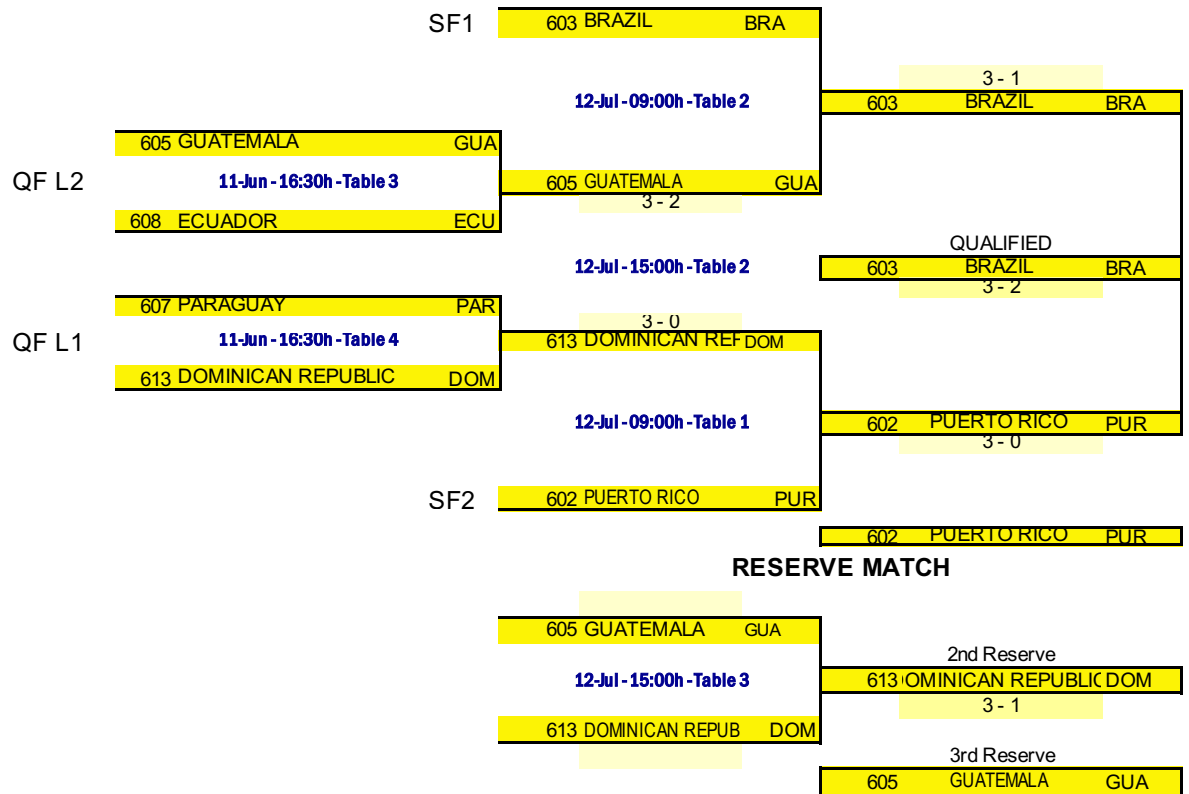 SF1 603 BRAZIL BRA
3 - 1
12-Jul - 09:00h - Table 2
603 BRAZIL BRA
605 GUATEMALA GUA
QF L2 11-Jun - 16:30h - Table 3
605 GUATEMALA GUA
3 - 2
608 ECUADOR ECU
QUALIFIED
12-Jul - 15:00h - Table 2
603 BRAZIL BRA
3 - 2
607 PARAGUAY PAR
3 - 0
QF L1 11-Jun - 16:30h - Table 4
613 DOMINICAN REF DOM
613 DOMINICAN REPUBLIC DOM
12-Jul - 09:00h - Table 1
602 PUERTO RICO PUR
3 - 0
SF2 602 PUERTO RICO PUR
602 PUERTO RICO PUR
RESERVE MATCH
605 GUATEMALA GUA
2nd Reserve
12-Jul - 15:00h - Table 3
613 OMINICAN REPUBLIC DOM
3 - 1
613 DOMINICAN REPUB DOM
3rd Reserve
605 GUATEMALA GUA